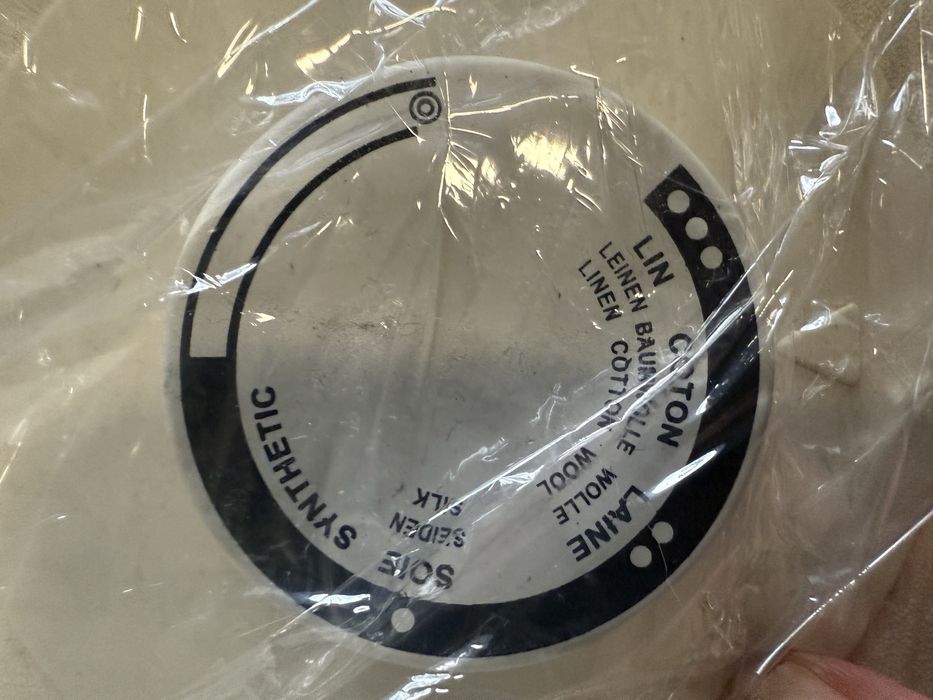 SYNTHETIC
SOIE
SEIDEN
SILK
LAINE
WOLLE
WOOL
COTON
BAUMWOLLE
COTTON
LIN
LEINEN
LINEN